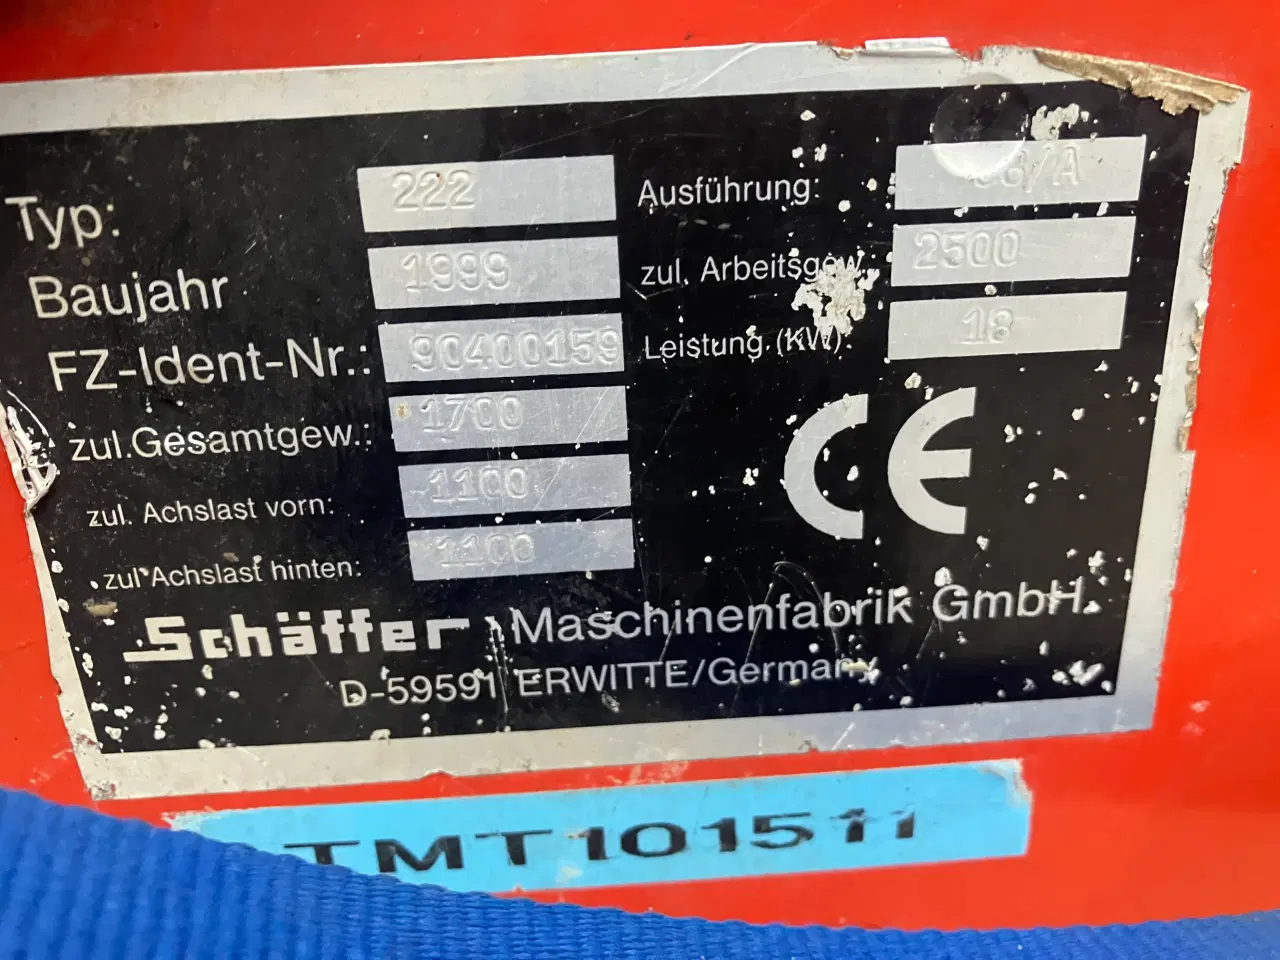 Typ: 222
Baujahr 1999
FZ-Ident-Nr.: 90400159
zul.Gesamtgew.: 1700
zul. Achslast vorn: 1100
zul Achslast hinten: 1100
Ausführung:
zul. Arbeitsgew.: 2500
Leistung (KW): 18
CE
Schäffer Maschinenfabrik GmbH.
D-59591 ERWITTE/Germany
TMT101511